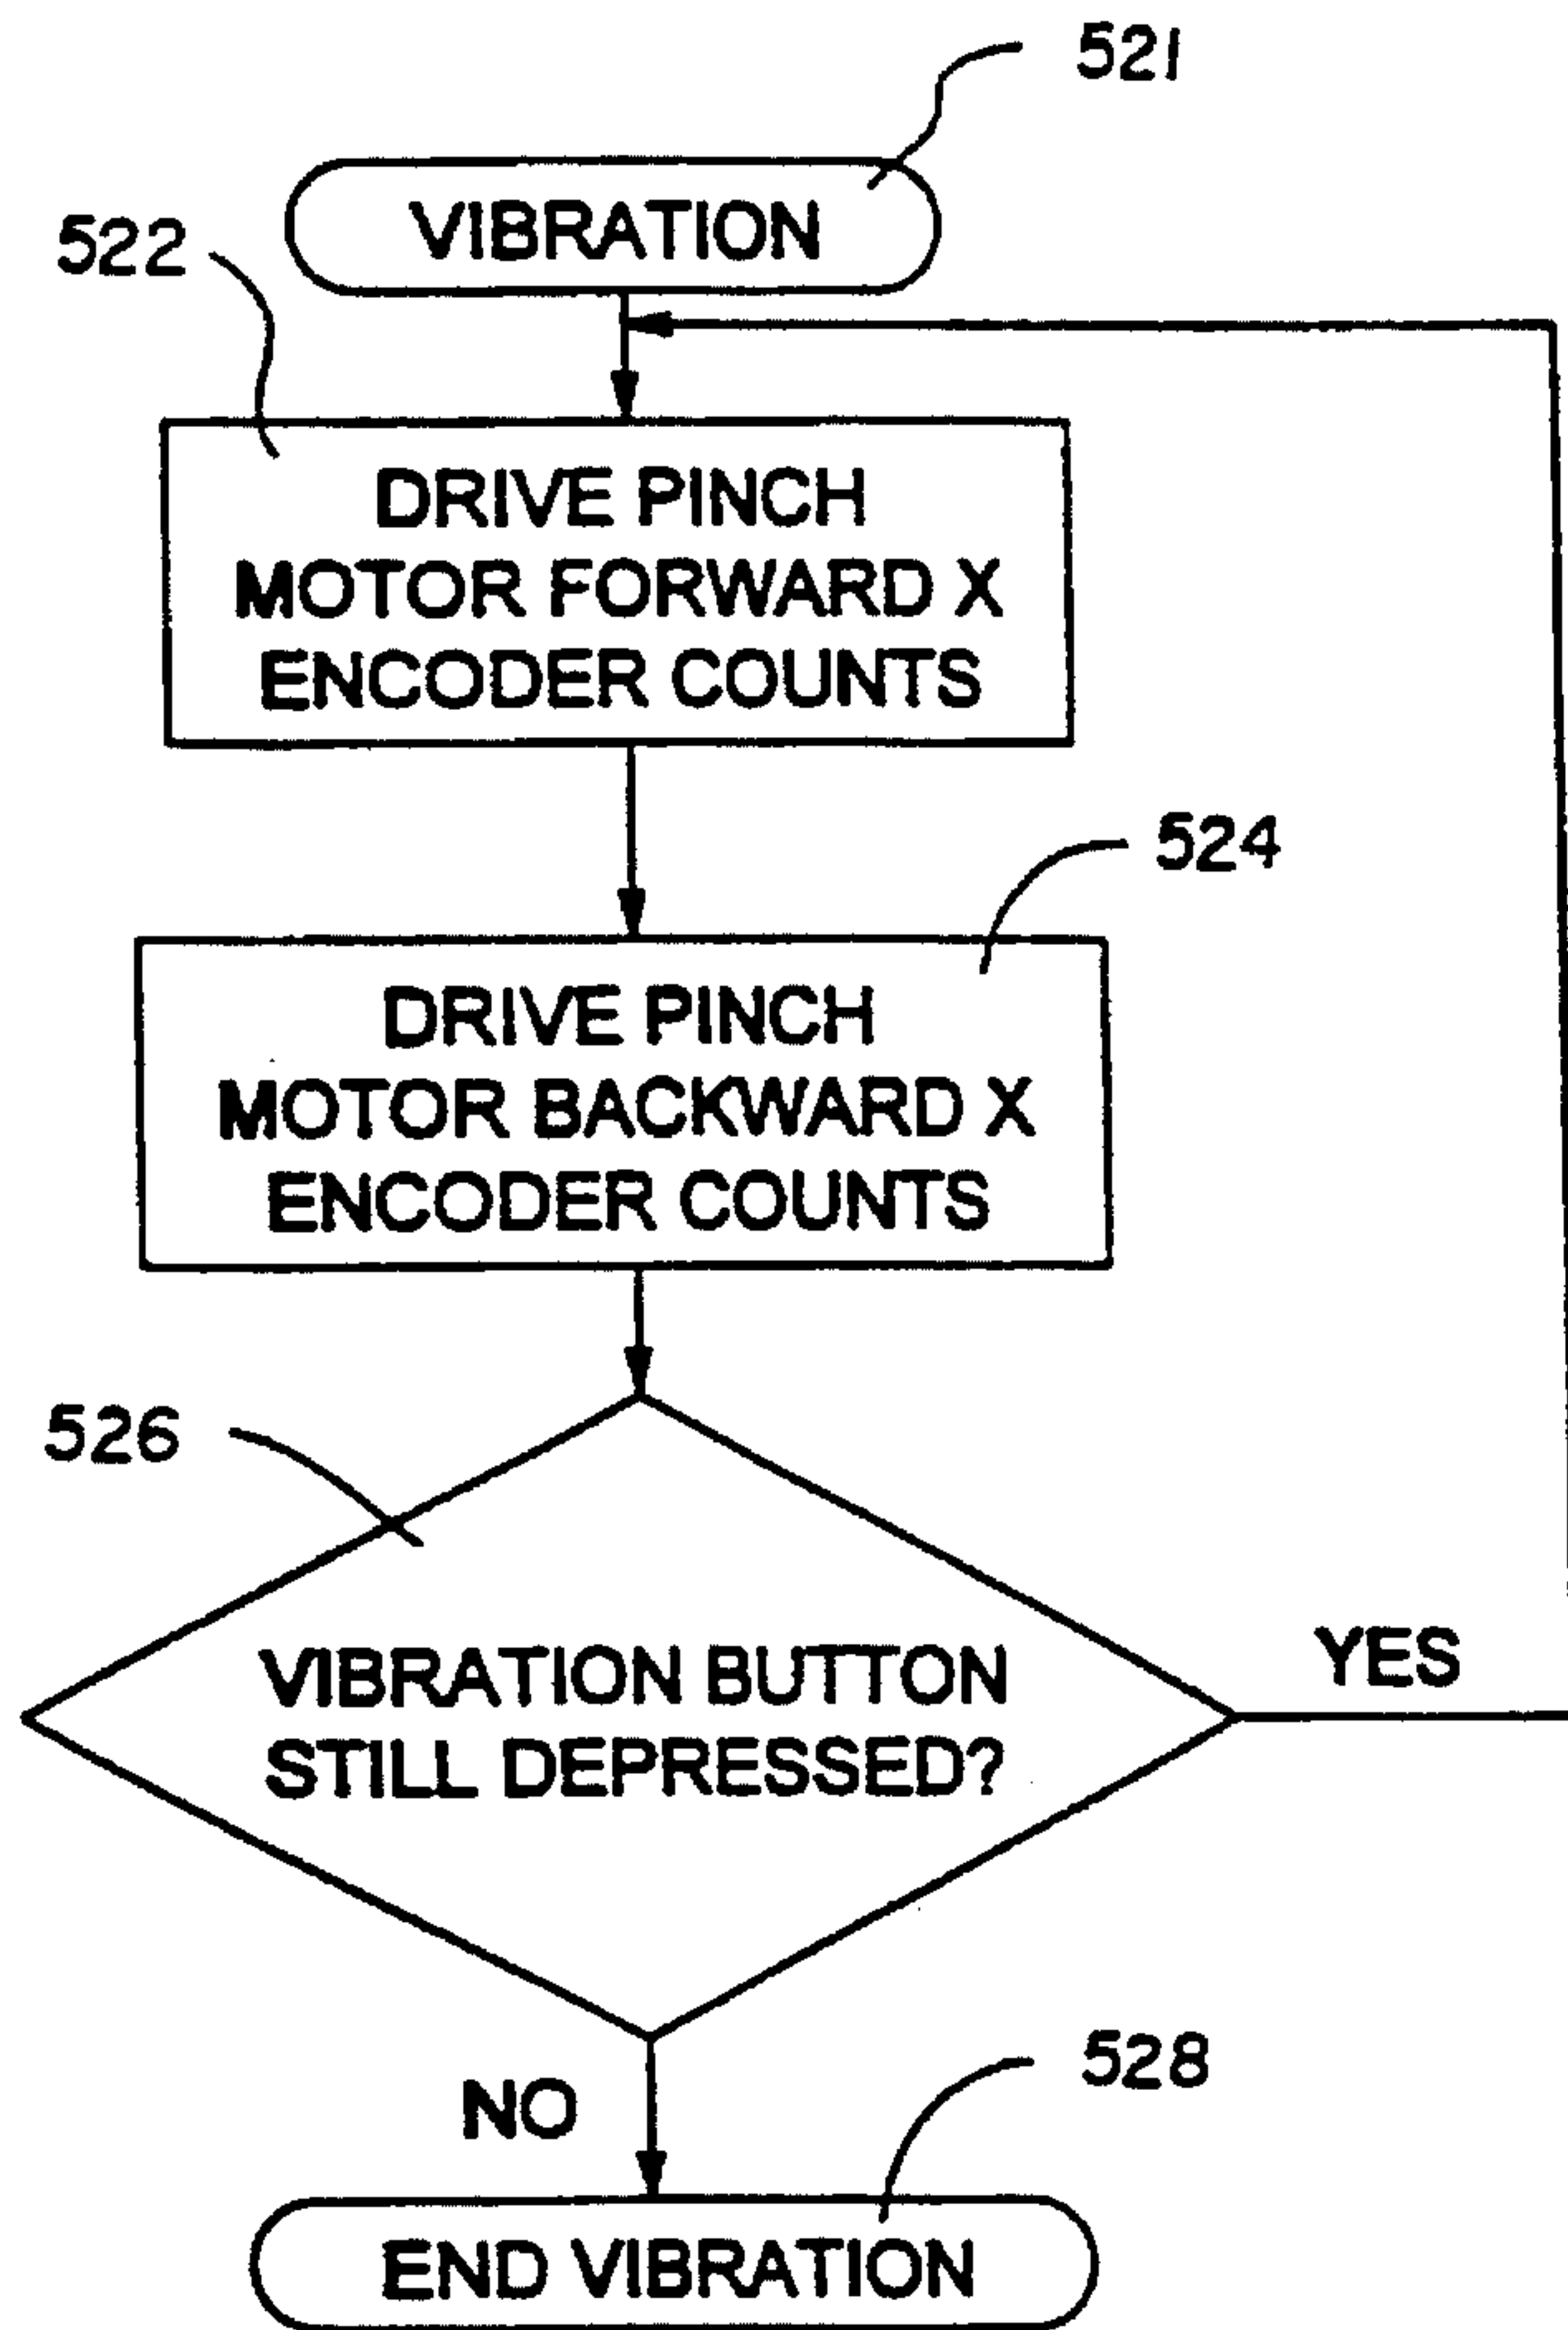 521
VIBRATION
522
DRIVE PINCH
MOTOR FORWARD X
ENCODER COUNTS
524
DRIVE PINCH
MOTOR BACKWARD X
ENCODER COUNTS
526
VIBRATION BUTTON
STILL DEPRESSED?
YES
NO
528
END VIBRATION